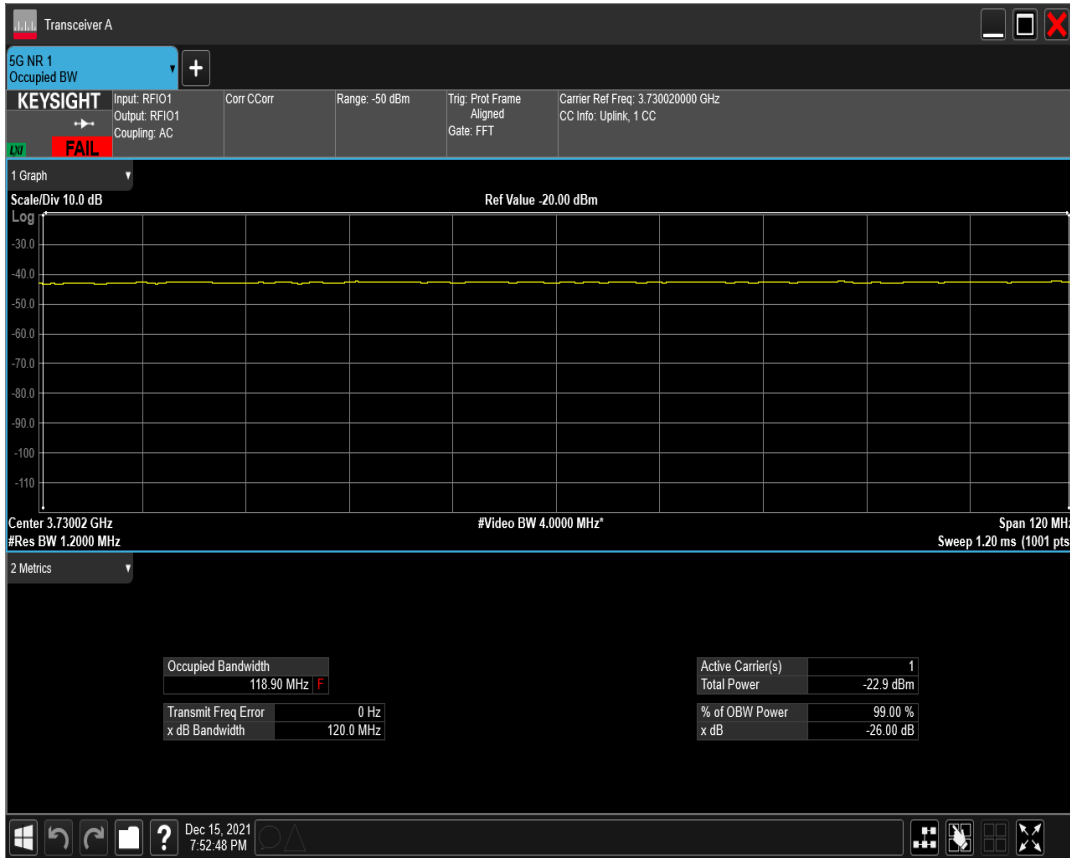 Transceiver A
5G NR 1
Occupied BW
KEYSIGHT
LXI
FAIL
Input: RFIO1
Output: RFIO1
Coupling: AC
Corr CCorr
Range: -50 dBm
Trig: Prot Frame
Aligned
Gate: FFT
Carrier Ref Freq: 3.730020000 GHz
CC Info: Uplink, 1 CC
1 Graph
Scale/Div 10.0 dB
Ref Value -20.00 dBm
Log
-30.0
-40.0
-50.0
-60.0
-70.0
-80.0
-90.0
-100
-110
Center 3.73002 GHz
#Video BW 4.0000 MHz*
Span 120 MHz
#Res BW 1.2000 MHz
Sweep 1.20 ms (1001 pts
2 Metrics
Occupied Bandwidth
118.90 MHz F
Transmit Freq Error 0 Hz
x dB Bandwidth 120.0 MHz
Active Carrier(s) 1
Total Power -22.9 dBm
% of OBW Power 99.00 %
x dB -26.00 dB
?
Dec 15, 2021
7:52:48 PM